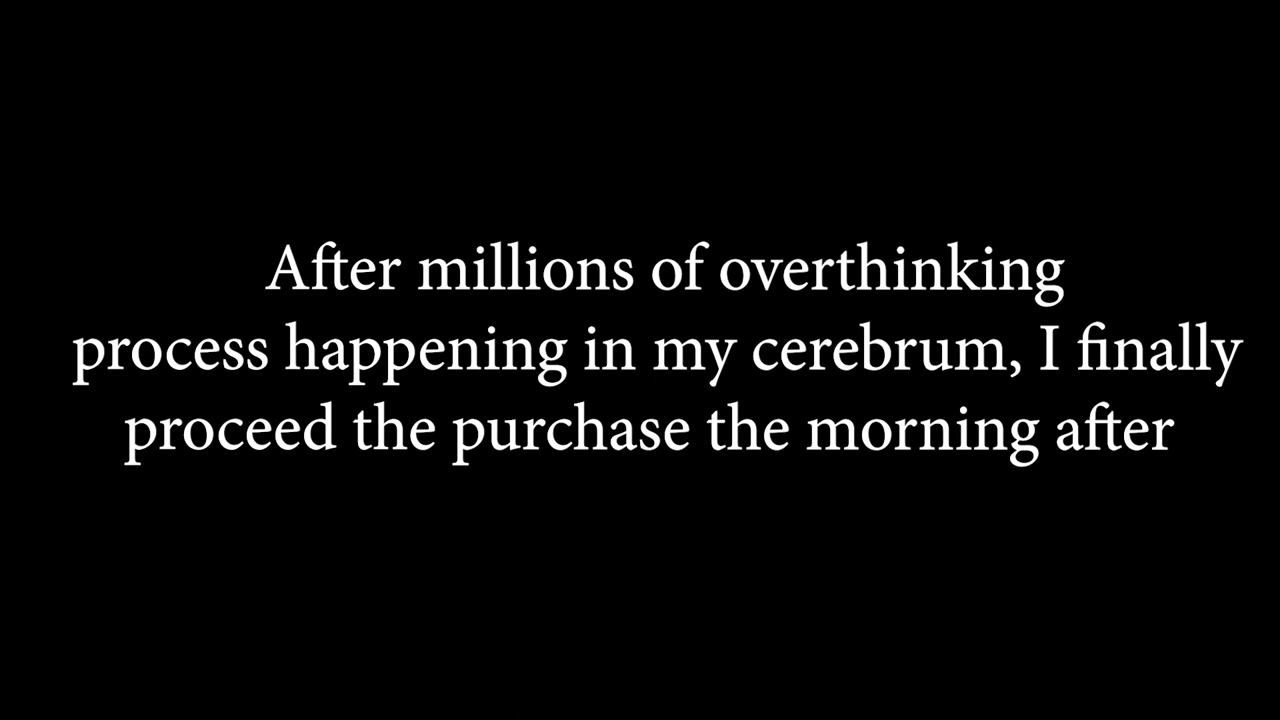 After millions of overthinking
process happening in my cerebrum, I finally
proceed the purchase the morning after